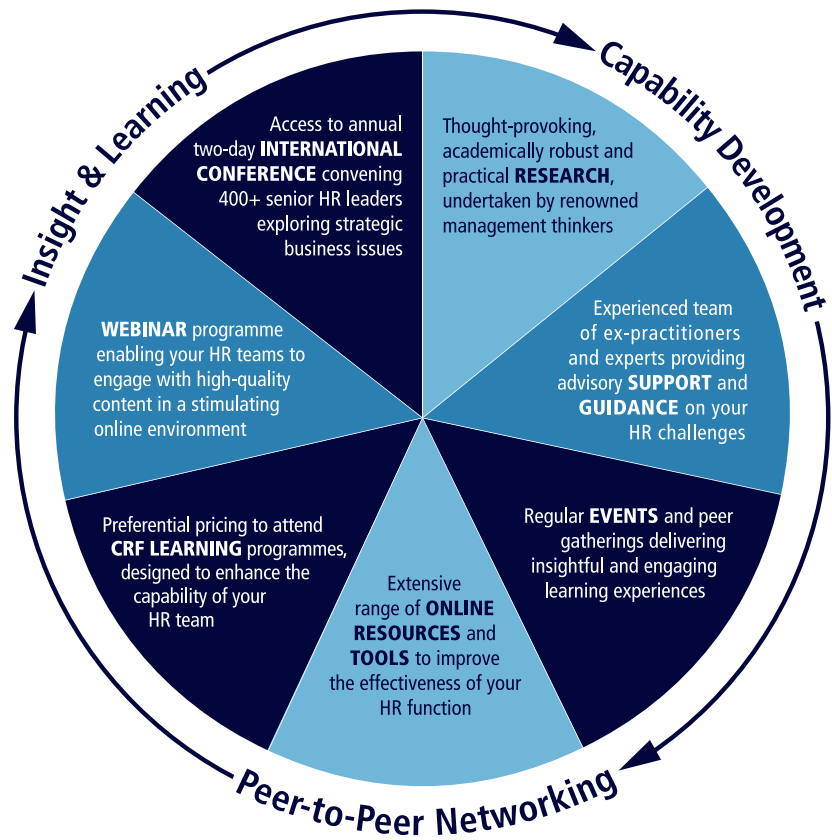 Insight & Learning
Capability Development
Peer-to-Peer Networking
Thought-provoking,
academically robust and
practical RESEARCH,
undertaken by renowned
management thinkers
Experienced team
of ex-practitioners
and experts providing
advisory SUPPORT and
GUIDANCE on your
HR challenges
Regular EVENTS and peer
gatherings delivering
insightful and engaging
learning experiences
Extensive
range of ONLINE
RESOURCES and
TOOLS to improve
the effectiveness of your
HR function
Preferential pricing to attend
CRF LEARNING programmes,
designed to enhance the
capability of your
HR team
WEBINAR programme
enabling your HR teams to
engage with high-quality
content in a stimulating
online environment
Access to annual
two-day INTERNATIONAL
CONFERENCE convening
400+ senior HR leaders
exploring strategic
business issues